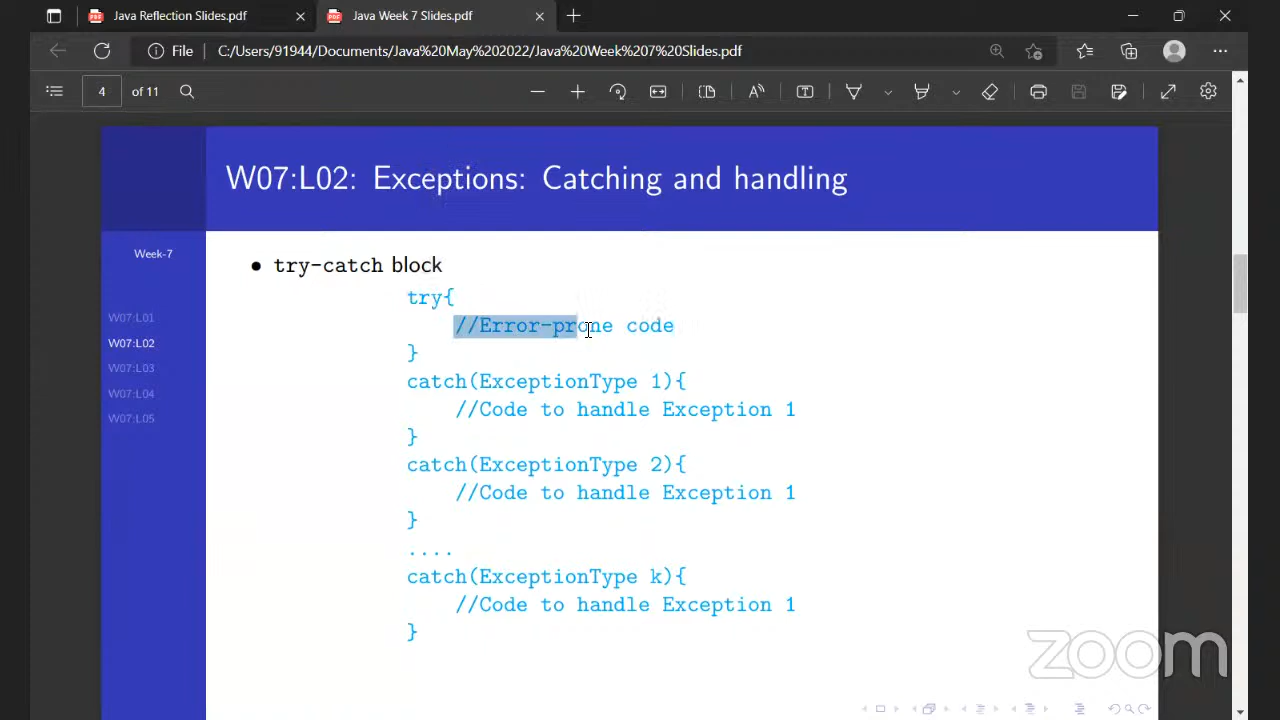 Java Reflection Slides.pdf
Java Week 7 Slides.pdf
File
C:/Users/91944/Documents/Java%20May%202022/Java%20Week%207%20Slides.pdf
4 of 11
W07:L02: Exceptions: Catching and handling
Week-7
W07:L01
W07:L02
W07:L03
W07:L04
W07:L05
• try-catch block
try{
//Error-prone code
}
catch(ExceptionType 1){
//Code to handle Exception 1
}
catch(ExceptionType 2){
//Code to handle Exception 1
}
....
catch(ExceptionType k){
//Code to handle Exception 1
}
zoom